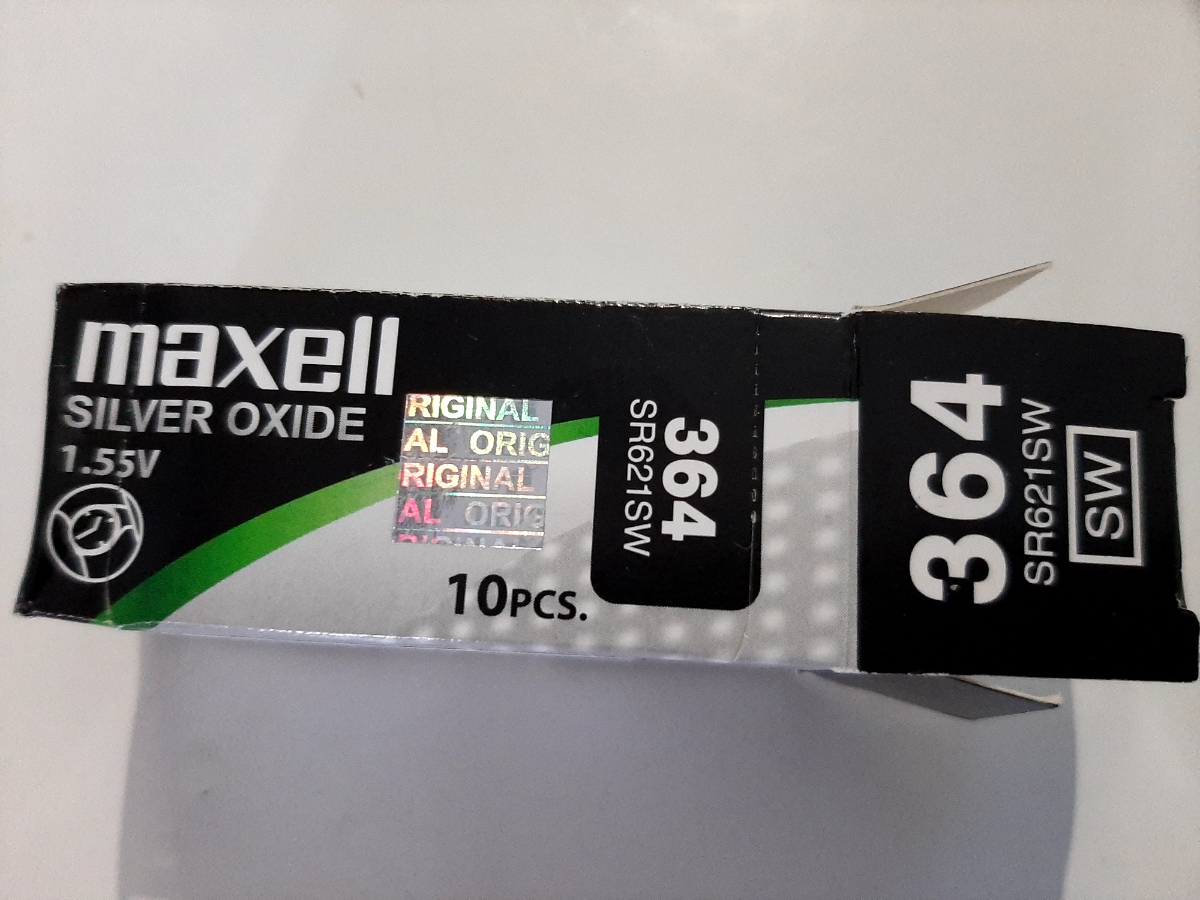 maxell
SILVER OXIDE
1.55V
RIGINAL
AL ORIG
RIGINAL
AL ORIG
10PCS.
364
SR621SW
364
SR621SW
SW